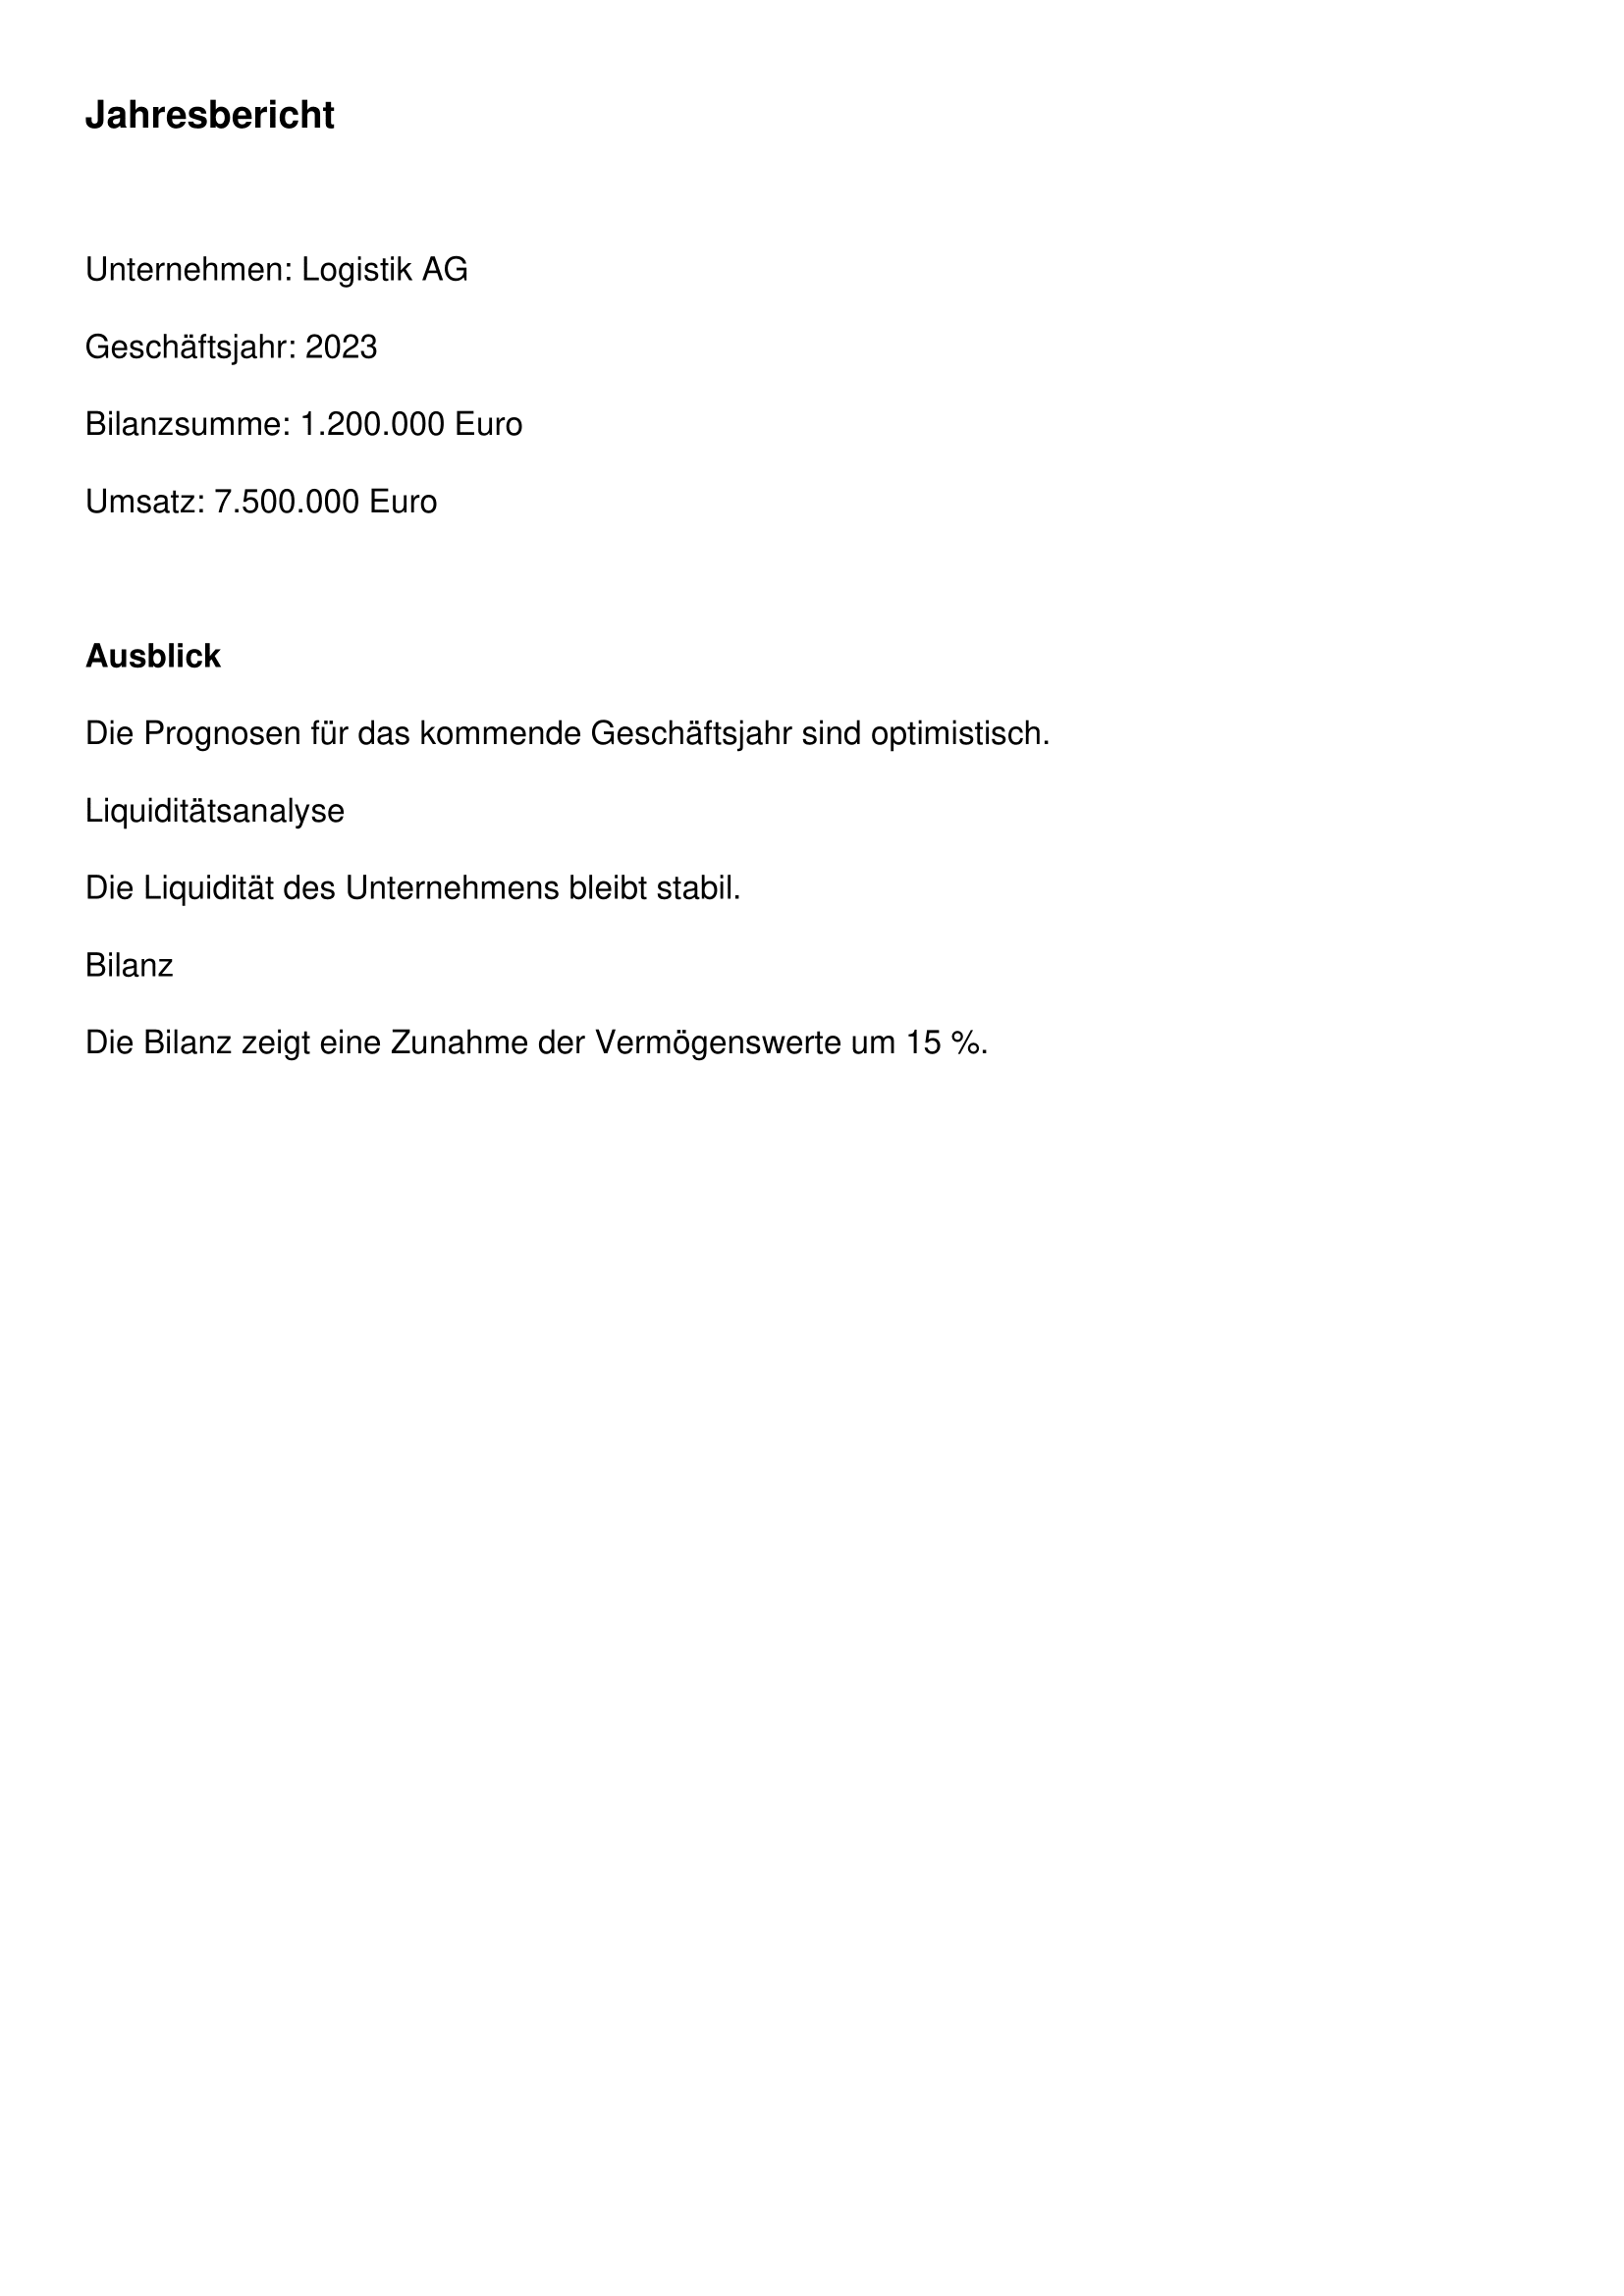 Jahresbericht
Unternehmen: Logistik AG
Geschäftsjahr: 2023
Bilanzsumme: 1.200.000 Euro
Umsatz: 7.500.000 Euro
Ausblick
Die Prognosen für das kommende Geschäftsjahr sind optimistisch.
Liquiditätsanalyse
Die Liquidität des Unternehmens bleibt stabil.
Bilanz
Die Bilanz zeigt eine Zunahme der Vermögenswerte um 15 %.